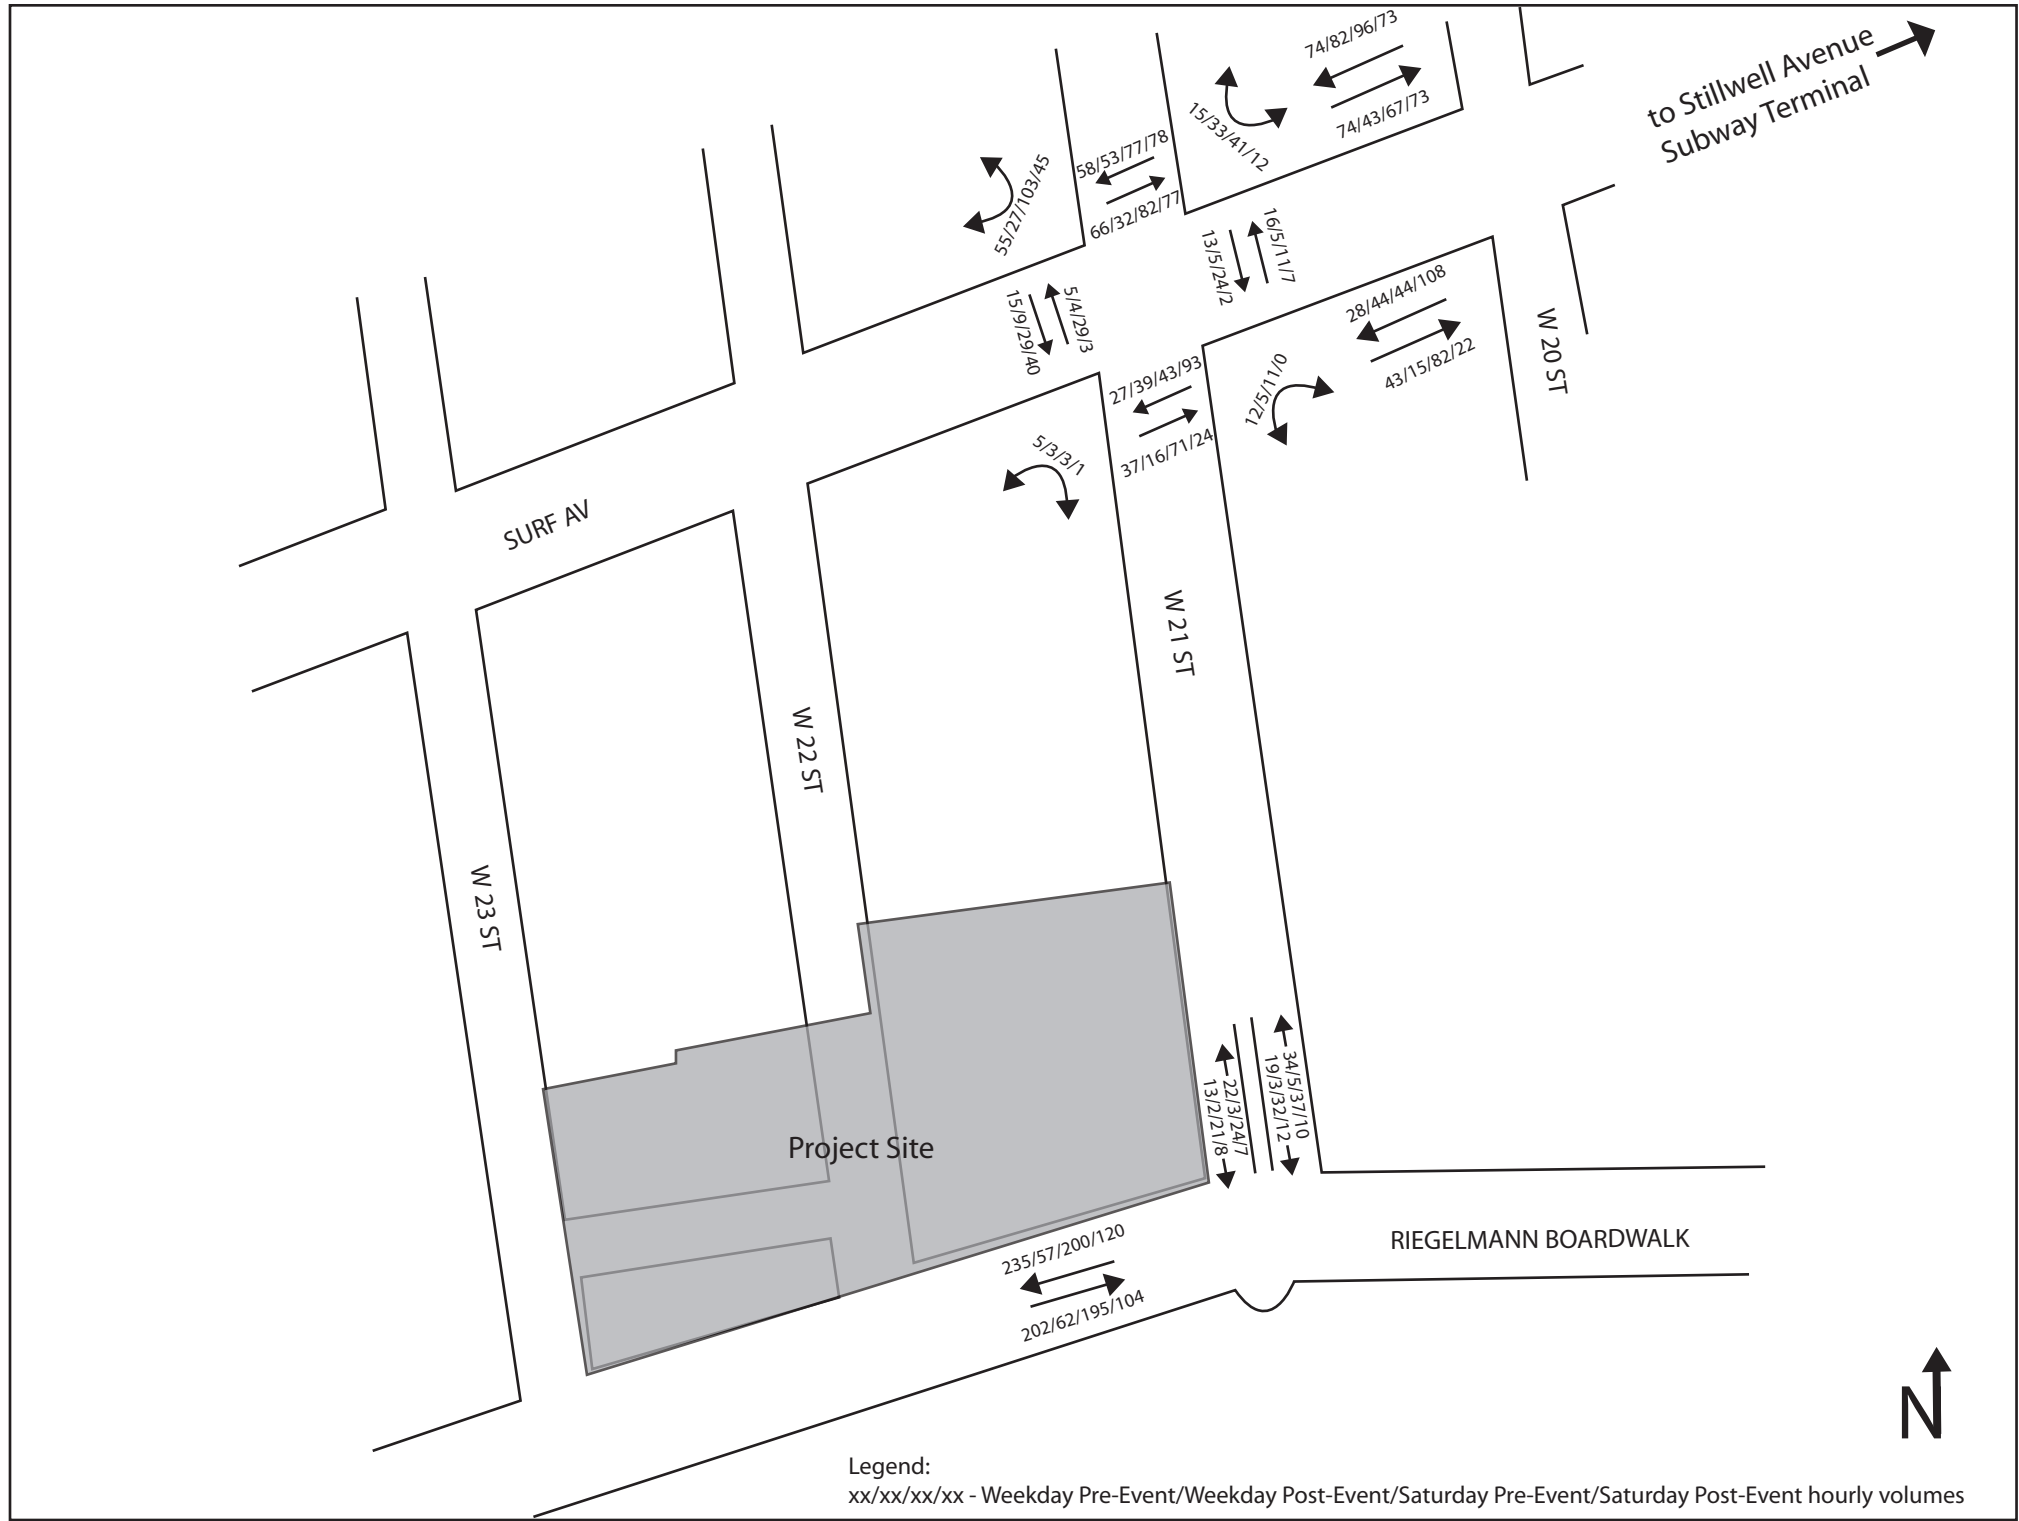 74/82/96/73
74/43/67/73
to Stillwell Avenue
Subway Terminal
15/33/41/12
58/53/77/78
66/32/82/77
55/27/103/45
13/5/24/2
16/5/11/7
15/9/29/40
5/4/29/3
28/44/44/108
43/15/82/22
W 20 ST
27/39/43/93
37/16/71/24
12/5/11/0
5/3/3/1
SURF AV
W 21 ST
W 22 ST
W 23 ST
Project Site
13/2/21/8
22/3/24/7
19/3/32/12
34/5/37/10
235/57/200/120
202/62/195/104
RIEGELMANN BOARDWALK
N
Legend:
xx/xx/xx/xx - Weekday Pre-Event/Weekday Post-Event/Saturday Pre-Event/Saturday Post-Event hourly volumes